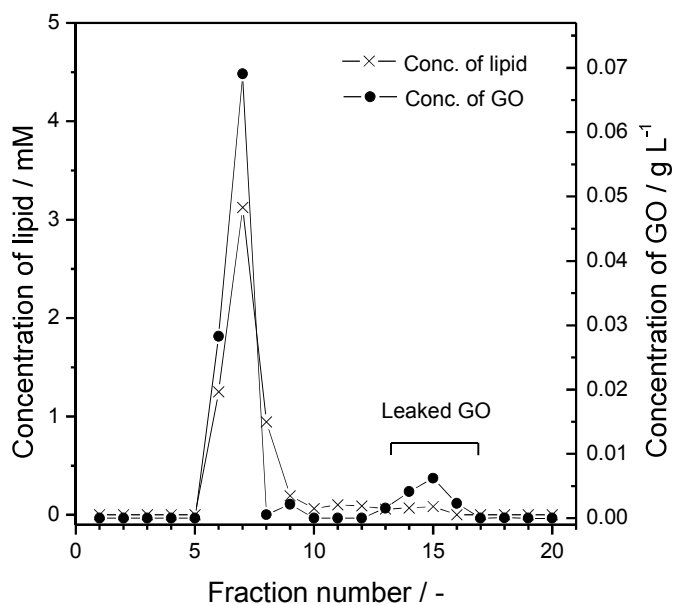 5
4
3
2
1
0
Concentration of lipid / mM
Conc. of lipid
Conc. of GO
Leaked GO
0.07
0.06
0.05
0.04
0.03
0.02
0.01
0.00
Concentration of GO / g L⁻¹
0 5 10 15 20
Fraction number / -